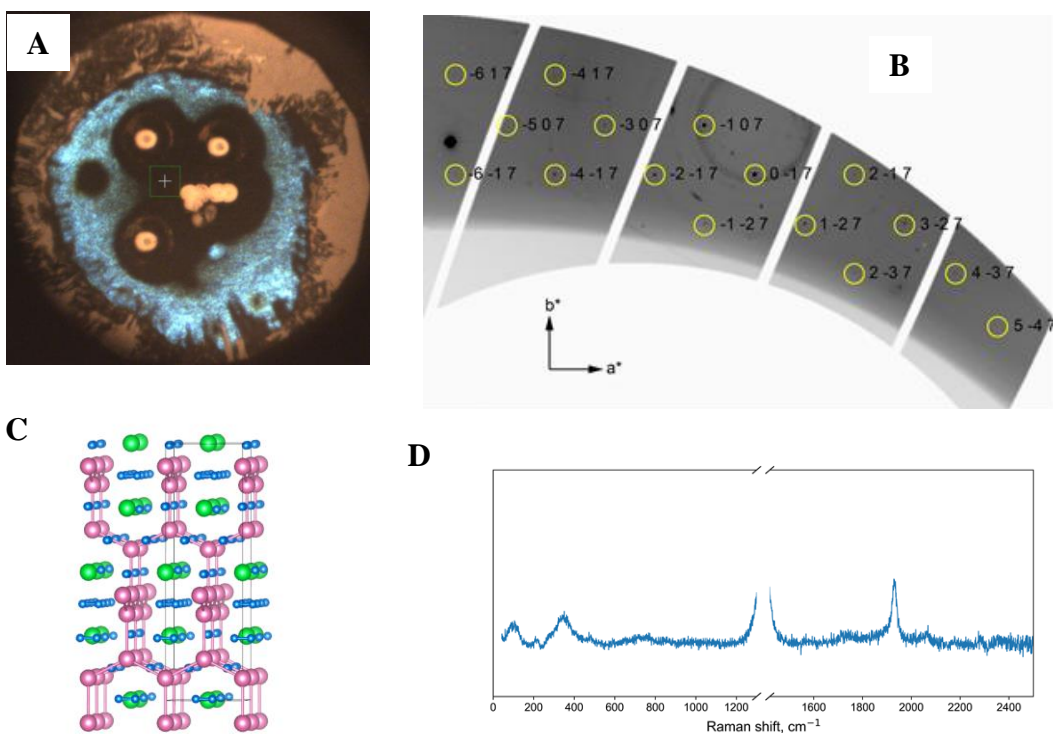 A
B
-6 1 7
-4 1 7
-5 0 7
-3 0 7
-1 0 7
-6 -1 7
-4 -1 7
-2 -1 7
0 -1 7
2 -1 7
-1 -2 7
1 -2 7
3 -2 7
2 -3 7
4 -3 7
5 -4 7
b*
a*
C
D
0 200 400 600 800 1000 1200 1600 1800 2000 2200 2400
Raman shift, cm⁻¹